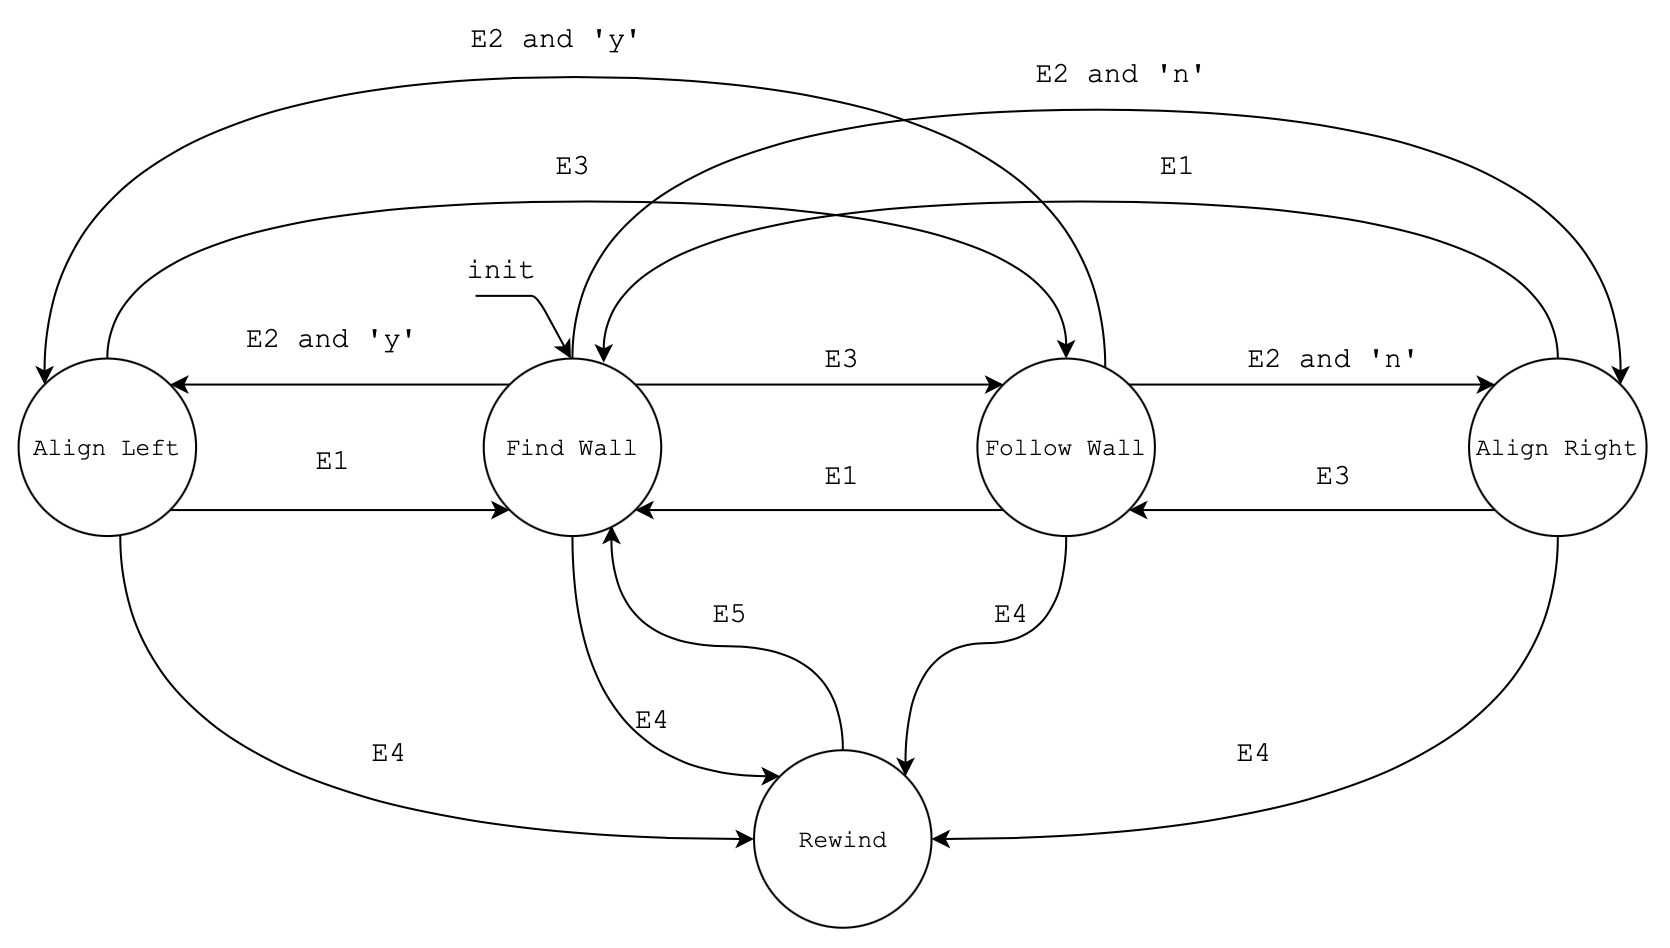 E2 and 'y'
E2 and 'n'
E3
E1
init
E2 and 'y'
E3
E2 and 'n'
Align Left
Find Wall
Follow Wall
Align Right
E1
E1
E3
E5
E4
E4
E4
E4
Rewind